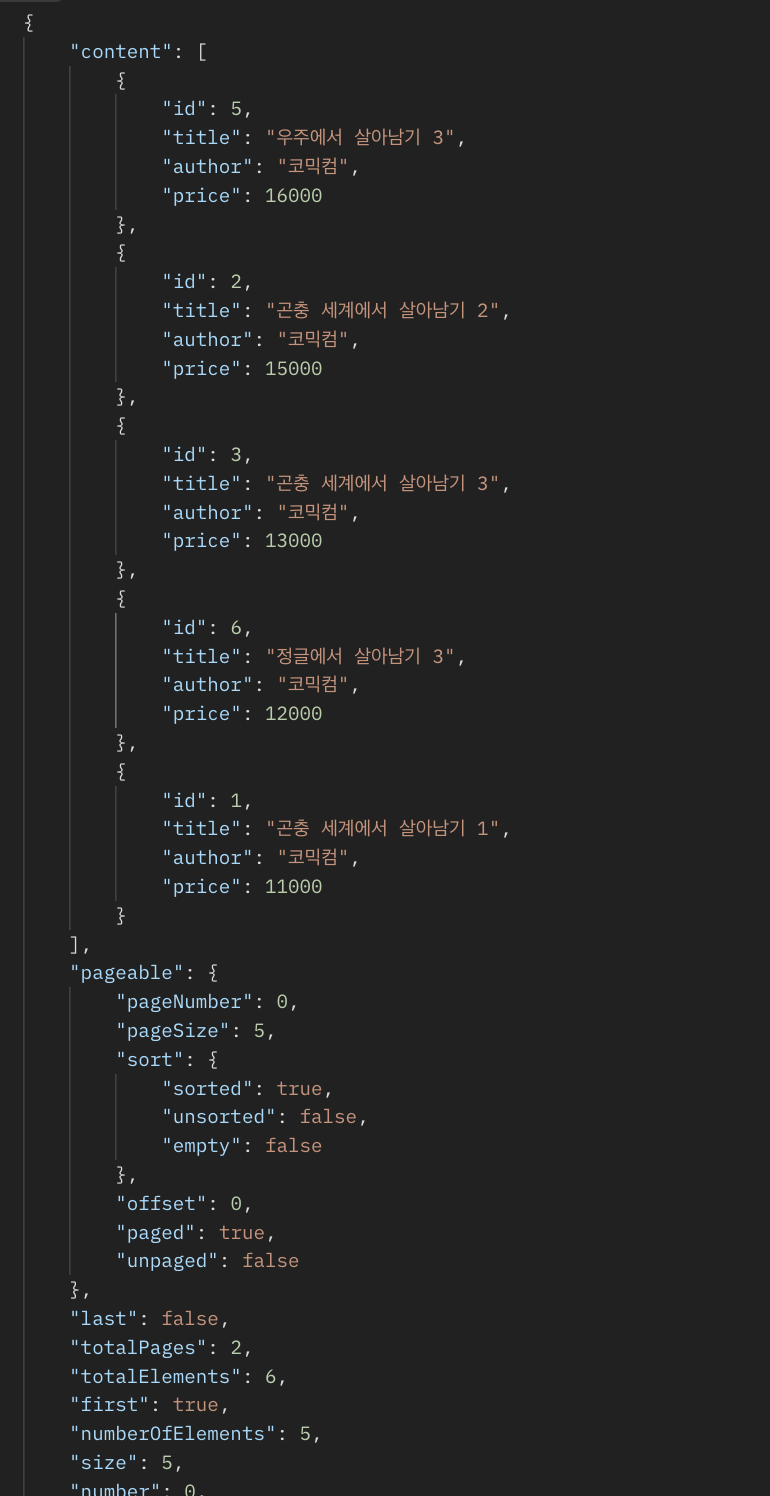 {
    "content": [
        {
            "id": 5,
            "title": "우주에서 살아남기 3",
            "author": "코믹컴",
            "price": 16000
        },
        {
            "id": 2,
            "title": "곤충 세계에서 살아남기 2",
            "author": "코믹컴",
            "price": 15000
        },
        {
            "id": 3,
            "title": "곤충 세계에서 살아남기 3",
            "author": "코믹컴",
            "price": 13000
        },
        {
            "id": 6,
            "title": "정글에서 살아남기 3",
            "author": "코믹컴",
            "price": 12000
        },
        {
            "id": 1,
            "title": "곤충 세계에서 살아남기 1",
            "author": "코믹컴",
            "price": 11000
        }
    ],
    "pageable": {
        "pageNumber": 0,
        "pageSize": 5,
        "sort": {
            "sorted": true,
            "unsorted": false,
            "empty": false
        },
        "offset": 0,
        "paged": true,
        "unpaged": false
    },
    "last": false,
    "totalPages": 2,
    "totalElements": 6,
    "first": true,
    "numberOfElements": 5,
    "size": 5,
    "number": 0,